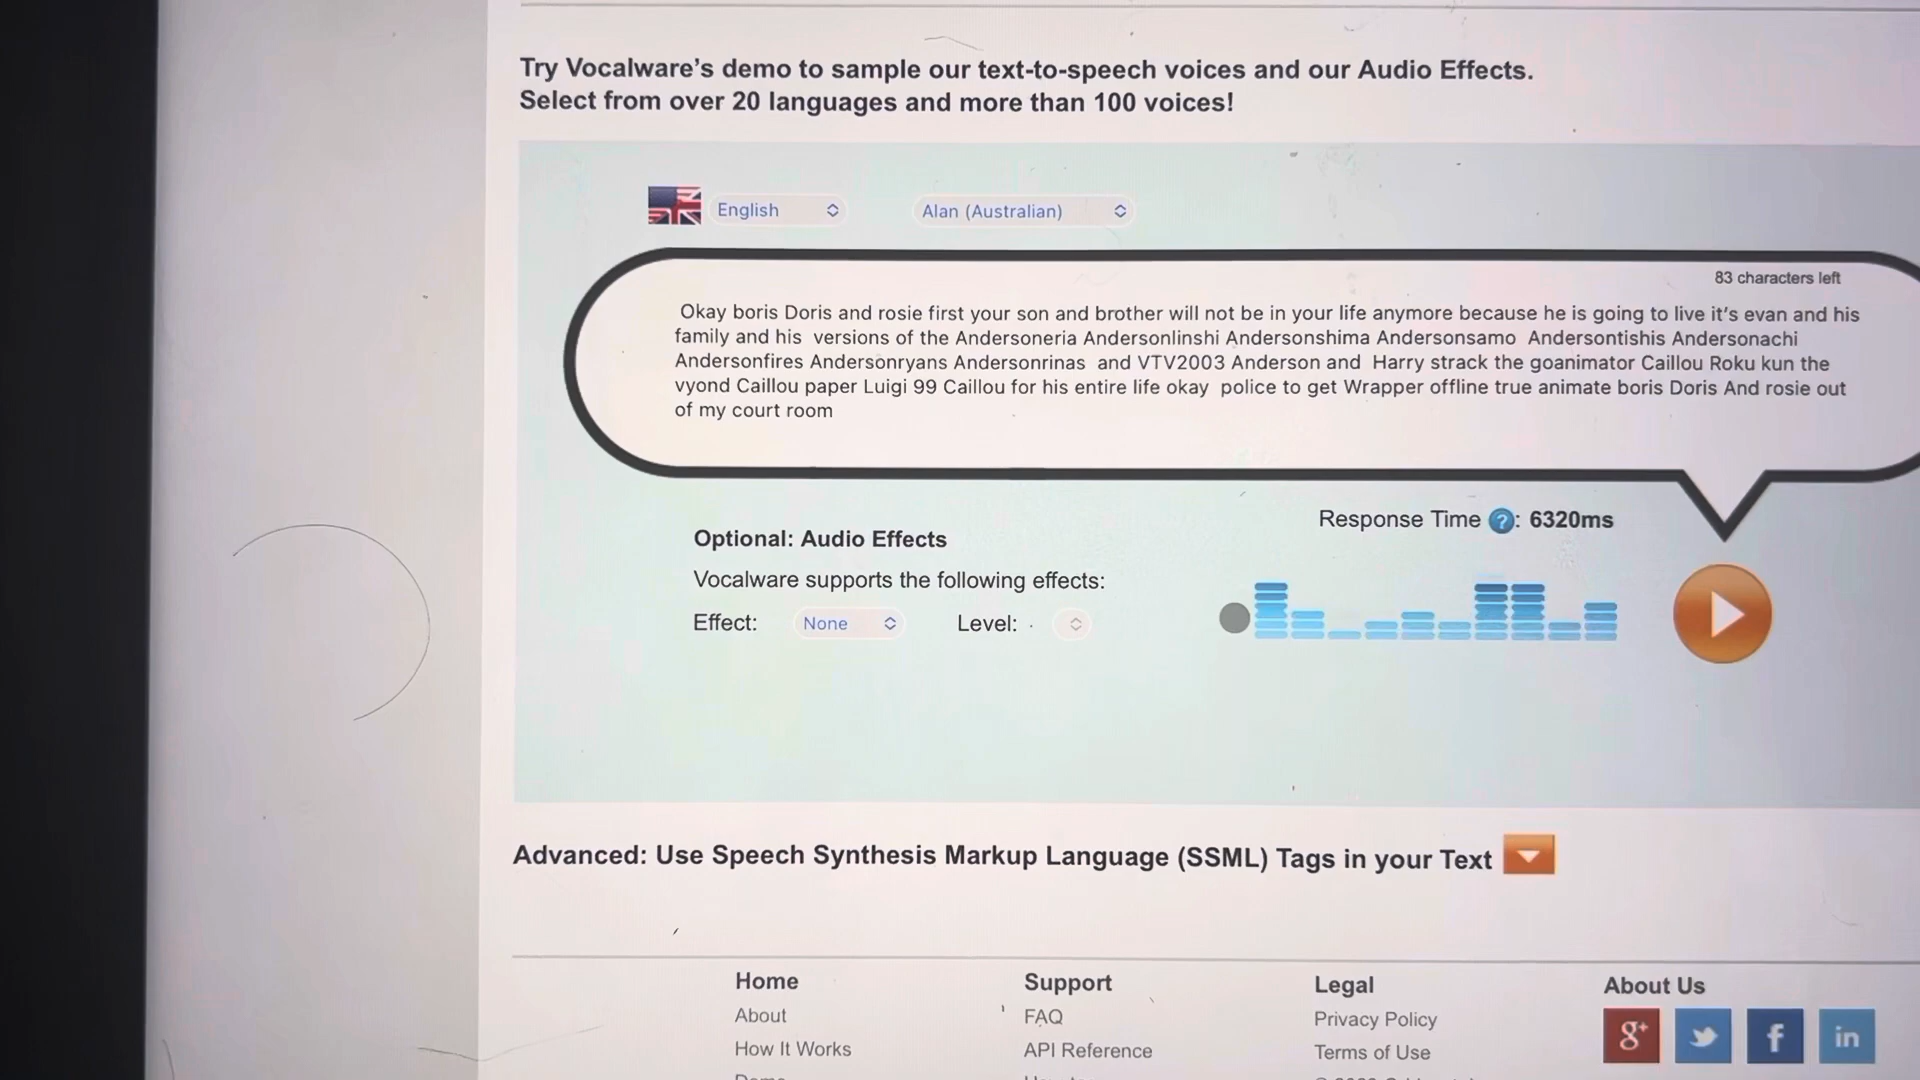 Try Vocalware's demo to sample our text-to-speech voices and our Audio Effects.
Select from over 20 languages and more than 100 voices!
English
Alan (Australian)
83 characters left
Okay boris Doris and rosie first your son and brother will not be in your life anymore because he is going to live it's evan and his
family and his  versions of the Andersoneria Andersonlinshi Andersonshima Andersonsamo  Andersontishis Andersonachi
Andersonfires Andersonryans Andersonrinas  and VTV2003 Anderson and  Harry strack the goanimator Caillou Roku kun the
vyond Caillou paper Luigi 99 Caillou for his entire life okay  police to get Wrapper offline true animate boris Doris And rosie out
of my court room
Response Time ?: 6320ms
Optional: Audio Effects
Vocalware supports the following effects:
Effect: None Level:
Advanced: Use Speech Synthesis Markup Language (SSML) Tags in your Text
Home Support Legal About Us
About FAQ Privacy Policy
How It Works API Reference Terms of Use
g+ f in